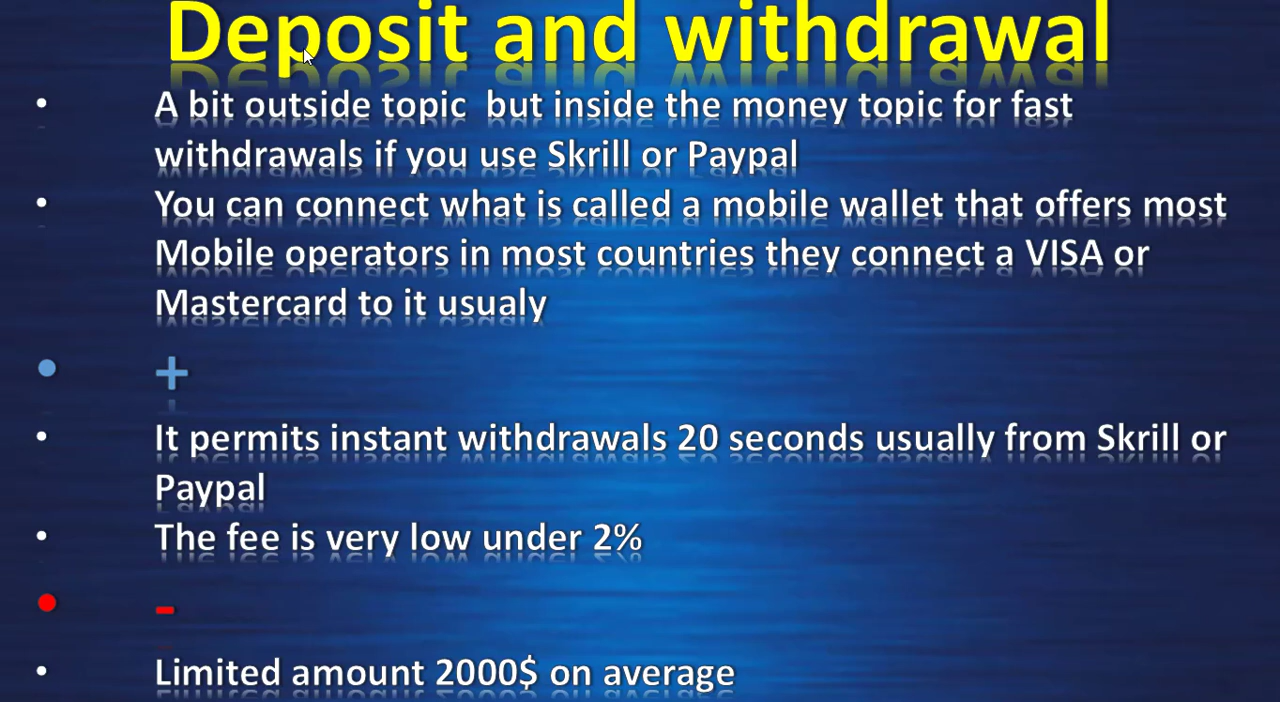 Deposit and withdrawal
• A bit outside topic  but inside the money topic for fast
withdrawals if you use Skrill or Paypal
• You can connect what is called a mobile wallet that offers most
Mobile operators in most countries they connect a VISA or
Mastercard to it usualy
• +
• It permits instant withdrawals 20 seconds usually from Skrill or
Paypal
• The fee is very low under 2%
• -
• Limited amount 2000$ on average